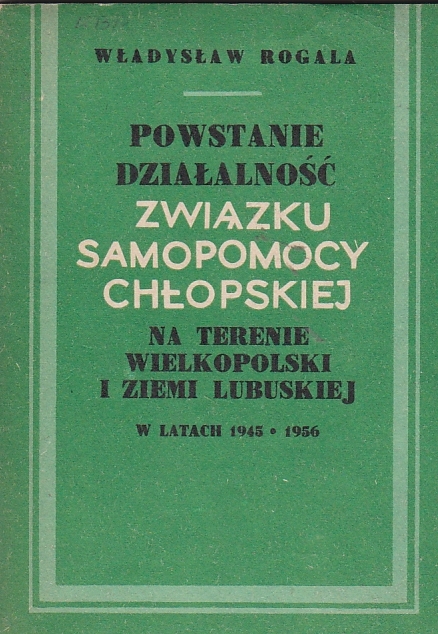 WŁADYSŁAW ROGALA
POWSTANIE
DZIAŁALNOŚĆ
ZWIĄZKU
SAMOPOMOCY
CHŁOPSKIEJ
NA TERENIE
WIELKOPOLSKI
I ZIEMI LUBUSKIEJ
W LATACH 1945 • 1956